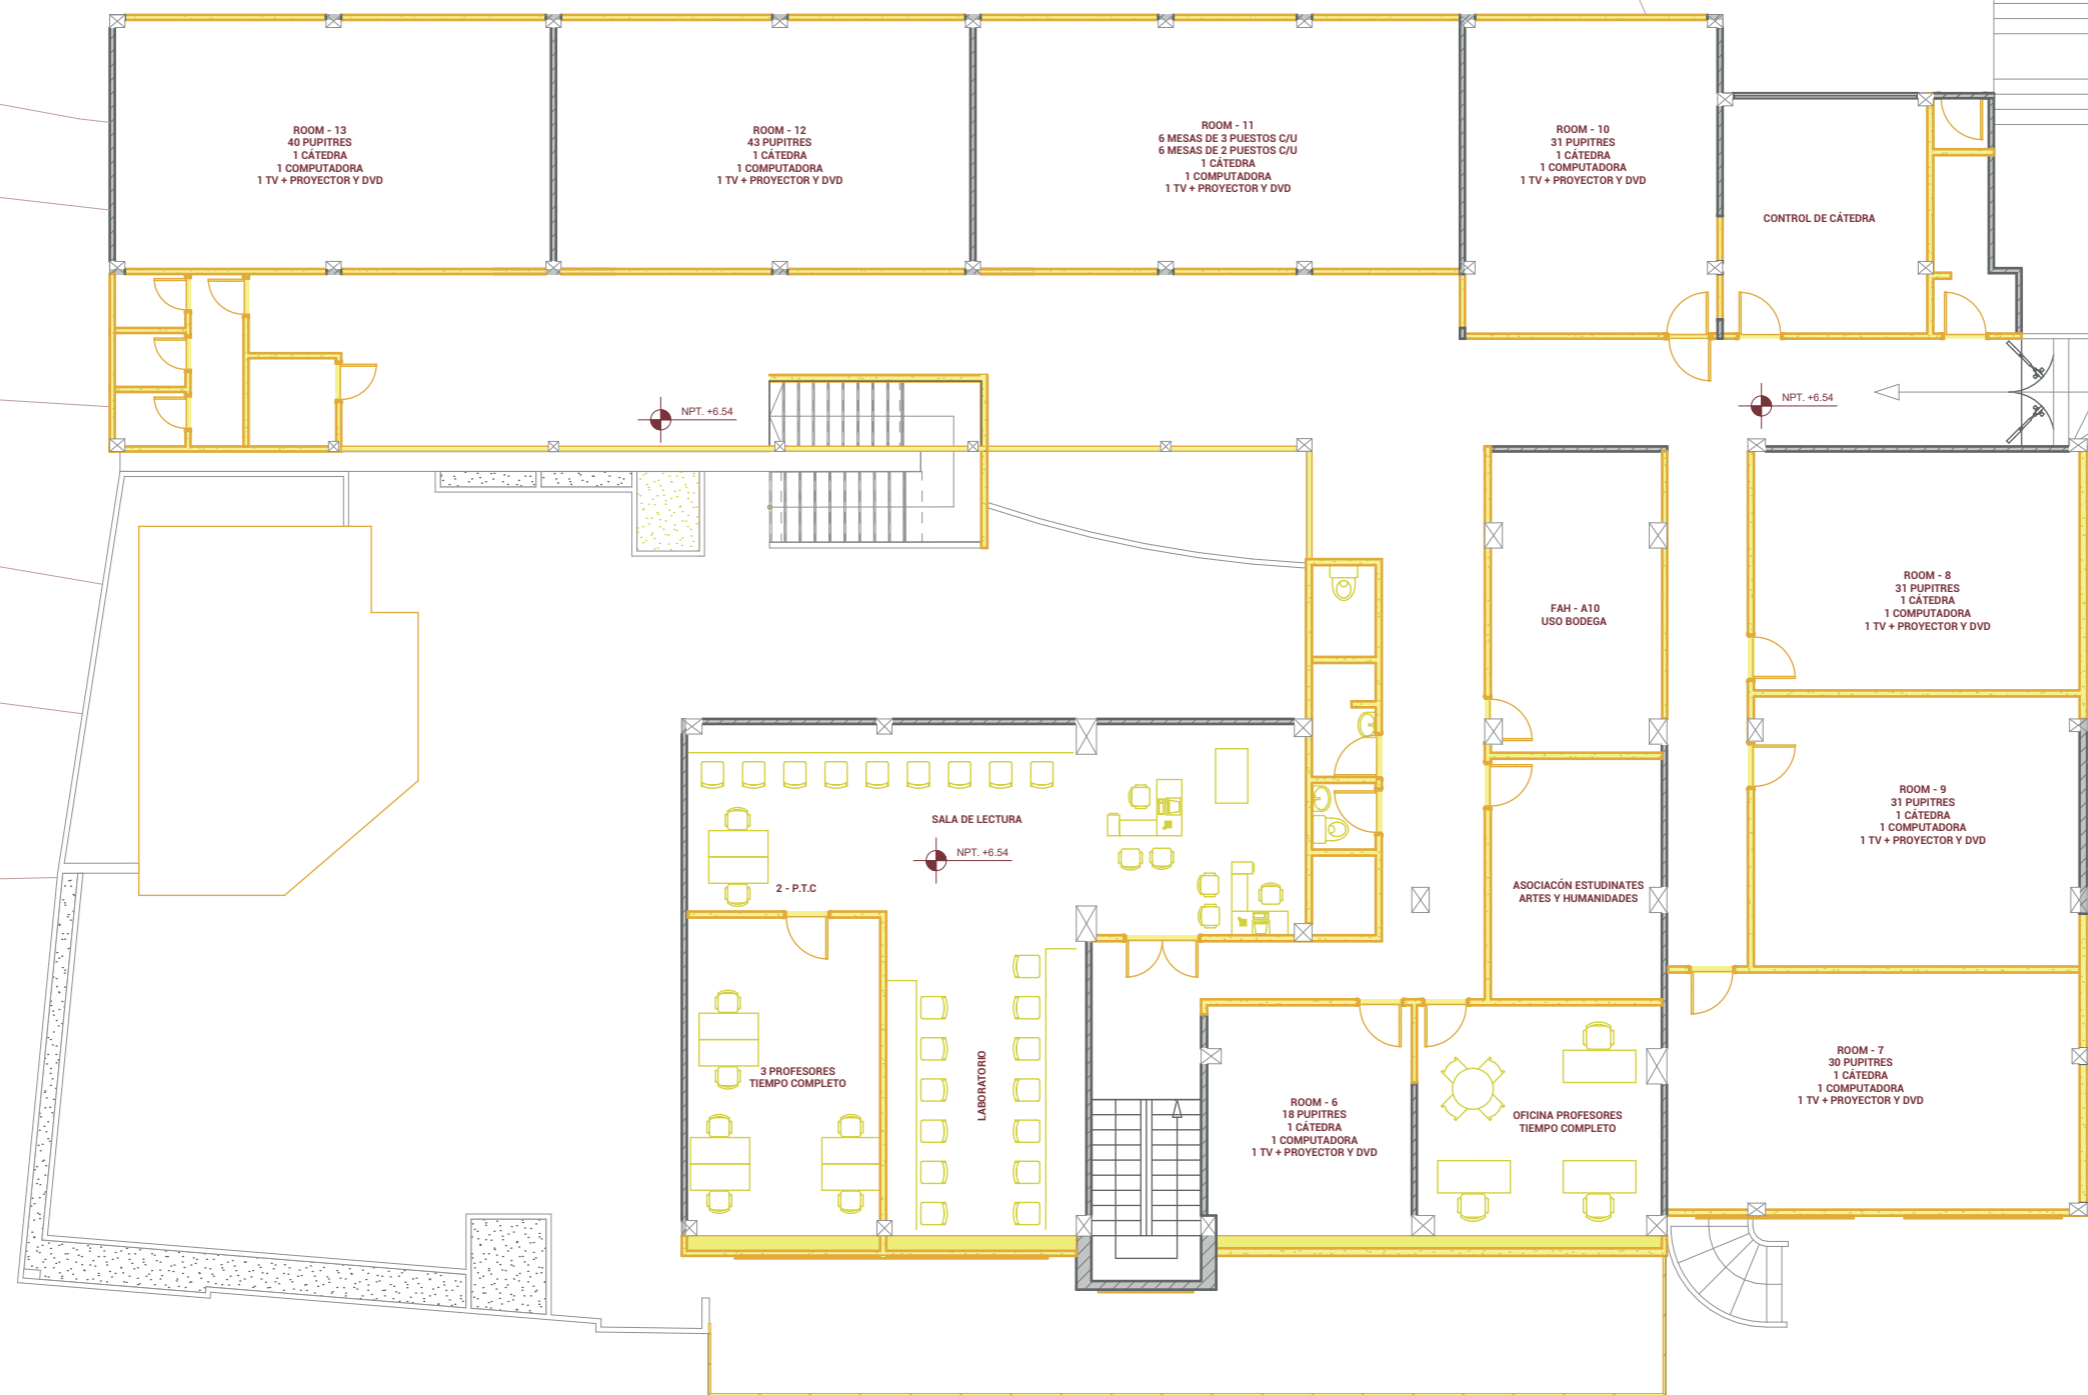 ROOM - 13
40 PUPITRES
1 CÁTEDRA
1 COMPUTADORA
1 TV + PROYECTOR Y DVD
ROOM - 12
43 PUPITRES
1 CÁTEDRA
1 COMPUTADORA
1 TV + PROYECTOR Y DVD
ROOM - 11
6 MESAS DE 3 PUESTOS C/U
6 MESAS DE 2 PUESTOS C/U
1 CÁTEDRA
1 COMPUTADORA
1 TV + PROYECTOR Y DVD
ROOM - 10
31 PUPITRES
1 CÁTEDRA
1 COMPUTADORA
1 TV + PROYECTOR Y DVD
CONTROL DE CÁTEDRA
NPT. +6.54
NPT. +6.54
FAH - A10
USO BODEGA
ROOM - 8
31 PUPITRES
1 CÁTEDRA
1 COMPUTADORA
1 TV + PROYECTOR Y DVD
SALA DE LECTURA
NPT. +6.54
2 - P.T.C
ROOM - 9
31 PUPITRES
1 CÁTEDRA
1 COMPUTADORA
1 TV + PROYECTOR Y DVD
ASOCIACÓN ESTUDINATES
ARTES Y HUMANIDADES
3 PROFESORES
TIEMPO COMPLETO
LABORATORIO
ROOM - 6
18 PUPITRES
1 CÁTEDRA
1 COMPUTADORA
1 TV + PROYECTOR Y DVD
OFICINA PROFESORES
TIEMPO COMPLETO
ROOM - 7
30 PUPITRES
1 CÁTEDRA
1 COMPUTADORA
1 TV + PROYECTOR Y DVD